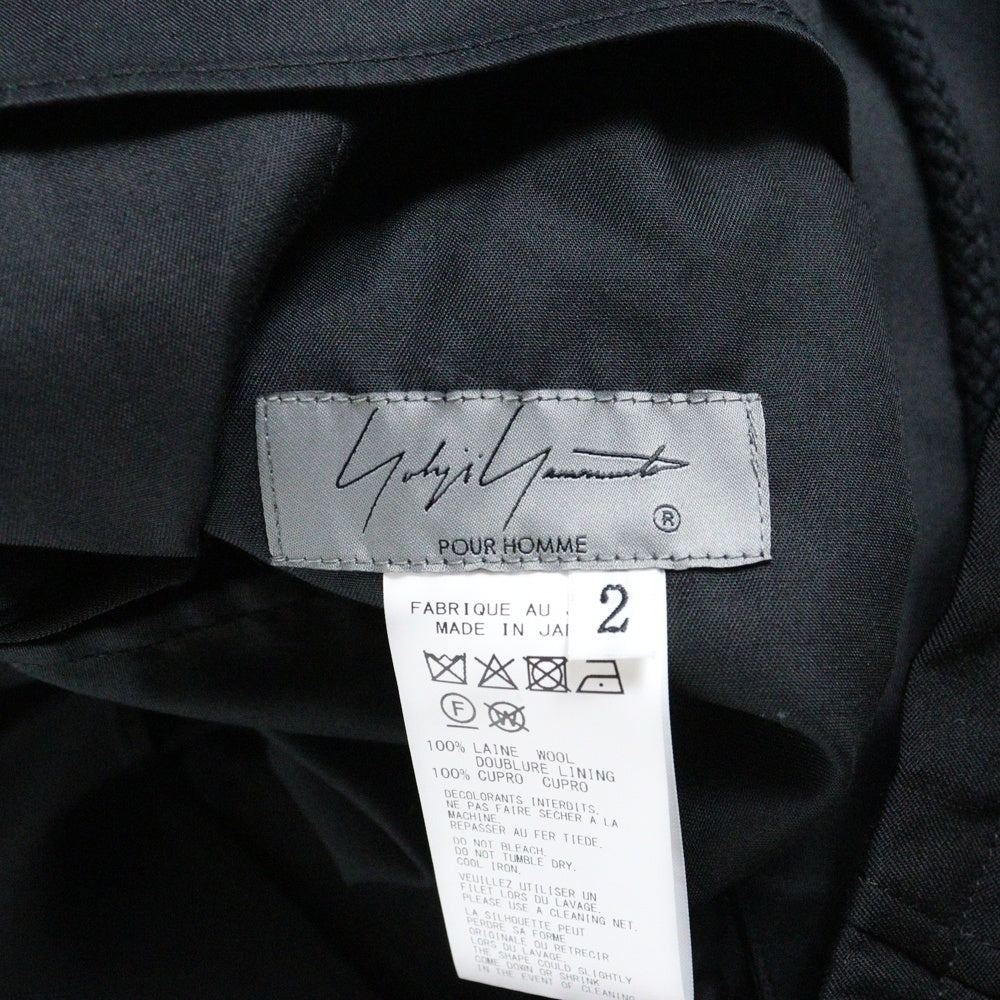 Yohji Yamamoto
®
POUR HOMME
2
FABRIQUE AU
MADE IN
F
W
100% LAINE WOOL
DOUBLURE LINING
100% CUPRO CUPRO
DECOLORANTS INTERDITS.
NE PAS FAIRE SECHER A LA
MACHINE.
REPASSER AU FER TIEDE.
DO NOT BLEACH.
DO NOT TUMBLE DRY.
COOL IRON.
VEUILLEZ UTILISER UN
FILET LORS DU LAVAGE.
PLEASE USE A CLEANING NET.
LA SILHOUETTE PEUT
PERDRE SA FORME
ORIGINALE OU RETRECIR
LORS DU LAVAGE.
THE SHAPE COULD SLIGHTLY
COME DOWN OR SHRINK
IN THE EVENT OF CLEANING